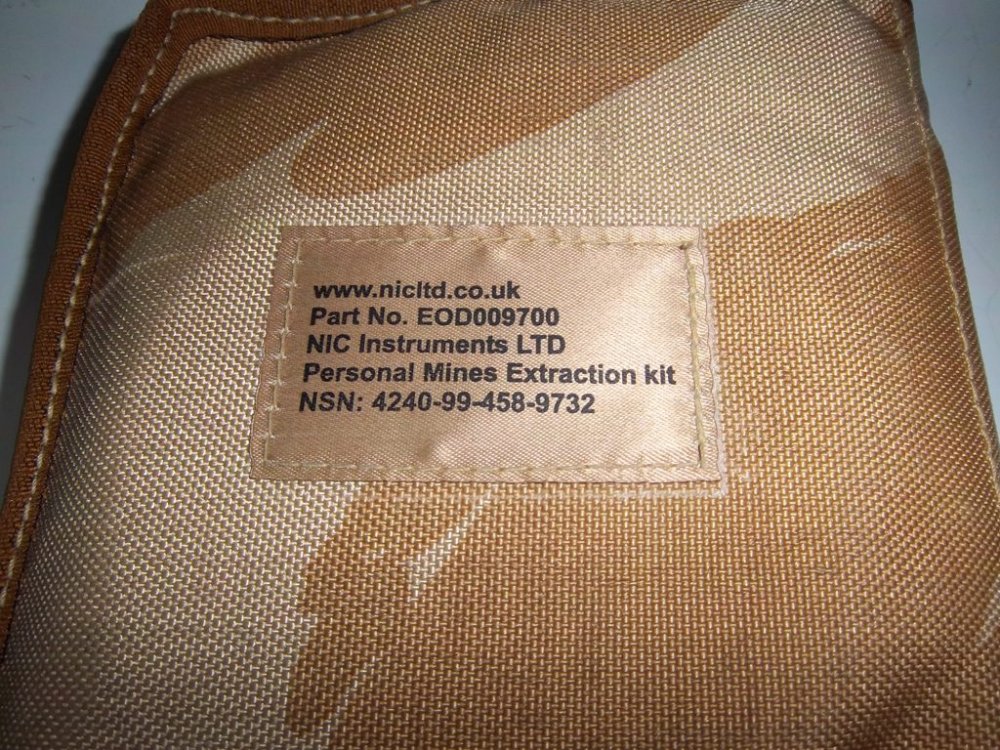 www.nicltd.co.uk
Part No. EOD009700
NIC Instruments LTD
Personal Mines Extraction kit
NSN: 4240-99-458-9732